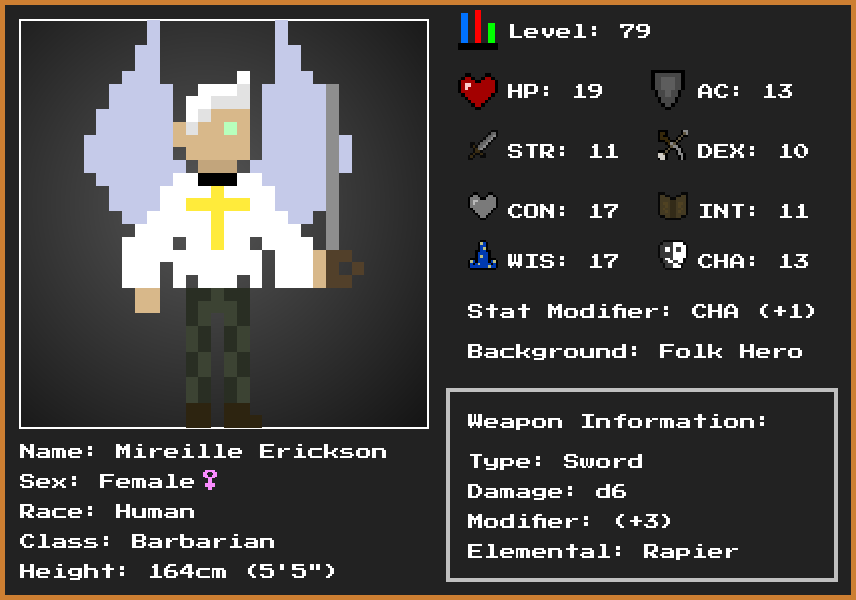 Level: 79
HP: 19
AC: 13
STR: 11
DEX: 10
CON: 17
INT: 11
WIS: 17
CHA: 13
Stat Modifier: CHA (+1)
Background: Folk Hero
Weapon Information:
Type: Sword
Damage: d6
Modifier: (+3)
Elemental: Rapier
Name: Mireille Erickson
Sex: Female♀
Race: Human
Class: Barbarian
Height: 164cm (5'5")